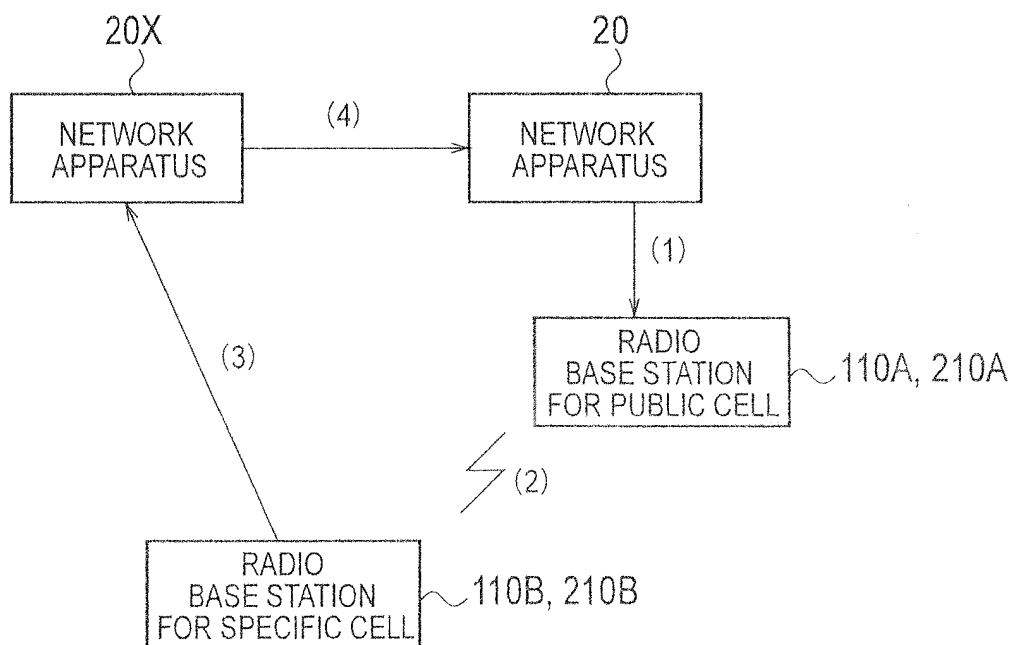 20X
20
NETWORK
APPARATUS
(4)
NETWORK
APPARATUS
(1)
(3)
RADIO
BASE STATION
FOR PUBLIC CELL
110A, 210A
(2)
RADIO
BASE STATION
FOR SPECIFIC CELL
110B, 210B